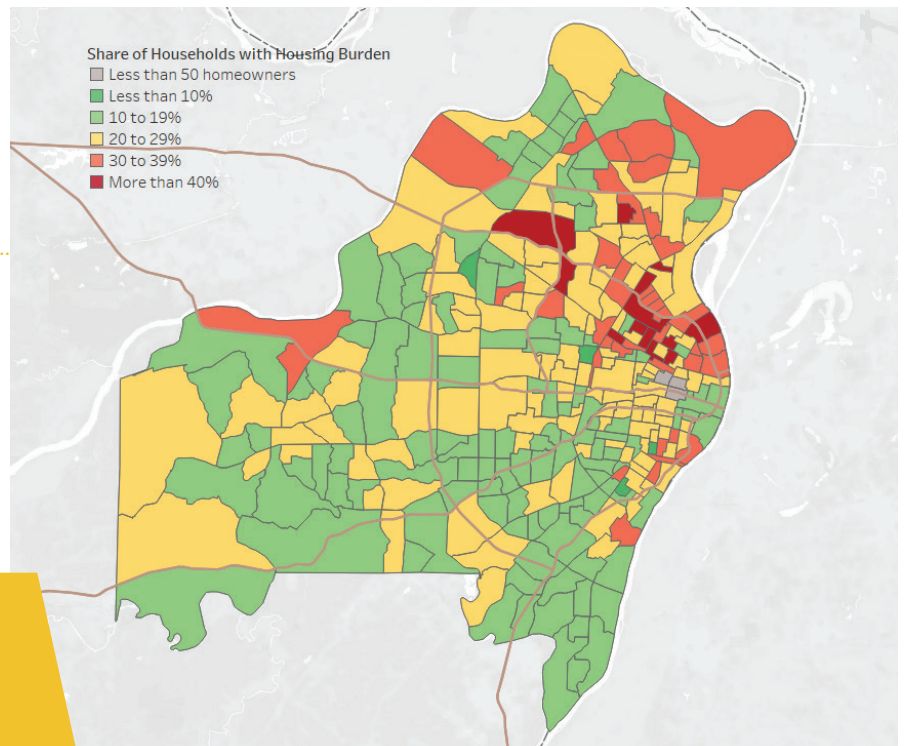 Share of Households with Housing Burden
Less than 50 homeowners
Less than 10%
10 to 19%
20 to 29%
30 to 39%
More than 40%